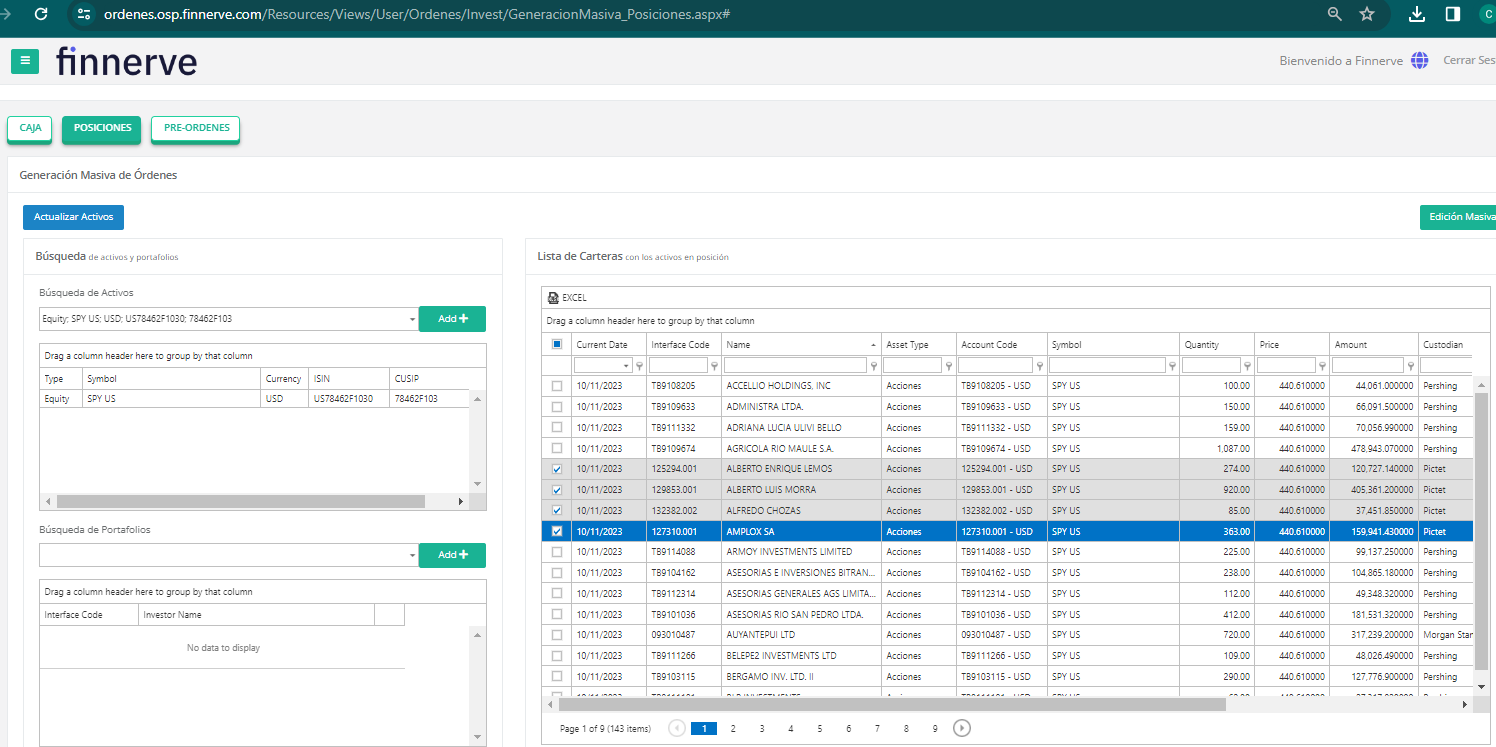 ordenes.osp.finnerve.com/Resources/Views/User/Ordenes/Invest/GeneracionMasiva_Posiciones.aspx#
C
finnerve
Bienvenido a Finnerve Cerrar Ses
CAJA POSICIONES PRE-ORDENES
Generación Masiva de Órdenes
Actualizar Activos
Edición Masiva
Búsqueda de activos y portafolios
Búsqueda de Activos
Equity; SPY US; USD; US78462F1030; 78462F103
Add +
Drag a column header here to group by that column
Type Symbol Currency ISIN CUSIP
Equity SPY US USD US78462F1030 78462F103
Búsqueda de Portafolios
Add +
Drag a column header here to group by that column
Interface Code Investor Name
No data to display
Lista de Carteras con los activos en posición
EXCEL
Drag a column header here to group by that column
Current Date Interface Code Name Asset Type Account Code Symbol Quantity Price Amount Custodian
10/11/2023 TB9108205 ACCELLIO HOLDINGS, INC Acciones TB9108205 - USD SPY US 100.00 440.610000 44,061.000000 Pershing
10/11/2023 TB9109633 ADMINISTRA LTDA. Acciones TB9109633 - USD SPY US 150.00 440.610000 66,091.500000 Pershing
10/11/2023 TB9111332 ADRIANA LUCIA ULIVI BELLO Acciones TB9111332 - USD SPY US 159.00 440.610000 70,056.990000 Pershing
10/11/2023 TB9109674 AGRICOLA RIO MAULE S.A. Acciones TB9109674 - USD SPY US 1,087.00 440.610000 478,943.070000 Pershing
10/11/2023 125294.001 ALBERTO ENRIQUE LEMOS Acciones 125294.001 - USD SPY US 274.00 440.610000 120,727.140000 Pictet
10/11/2023 129853.001 ALBERTO LUIS MORRA Acciones 129853.001 - USD SPY US 920.00 440.610000 405,361.200000 Pictet
10/11/2023 132382.002 ALFREDO CHOZAS Acciones 132382.002 - USD SPY US 85.00 440.610000 37,451.850000 Pictet
10/11/2023 127310.001 AMPLOX SA Acciones 127310.001 - USD SPY US 363.00 440.610000 159,941.430000 Pictet
10/11/2023 TB9114088 ARMOY INVESTMENTS LIMITED Acciones TB9114088 - USD SPY US 225.00 440.610000 99,137.250000 Pershing
10/11/2023 TB9104162 ASESORIAS E INVERSIONES BITRAN... Acciones TB9104162 - USD SPY US 238.00 440.610000 104,865.180000 Pershing
10/11/2023 TB9112314 ASESORIAS GENERALES AGS LIMITA... Acciones TB9112314 - USD SPY US 112.00 440.610000 49,348.320000 Pershing
10/11/2023 TB9101036 ASESORIAS RIO SAN PEDRO LTDA. Acciones TB9101036 - USD SPY US 412.00 440.610000 181,531.320000 Pershing
10/11/2023 093010487 AUYANTEPUI LTD Acciones 093010487 - USD SPY US 720.00 440.610000 317,239.200000 Morgan Stan
10/11/2023 TB9111266 BELEPE2 INVESTMENTS LTD Acciones TB9111266 - USD SPY US 109.00 440.610000 48,026.490000 Pershing
10/11/2023 TB9103115 BERGAMO INV. LTD. II Acciones TB9103115 - USD SPY US 290.00 440.610000 127,776.900000 Pershing
Page 1 of 9 (143 items) 1 2 3 4 5 6 7 8 9